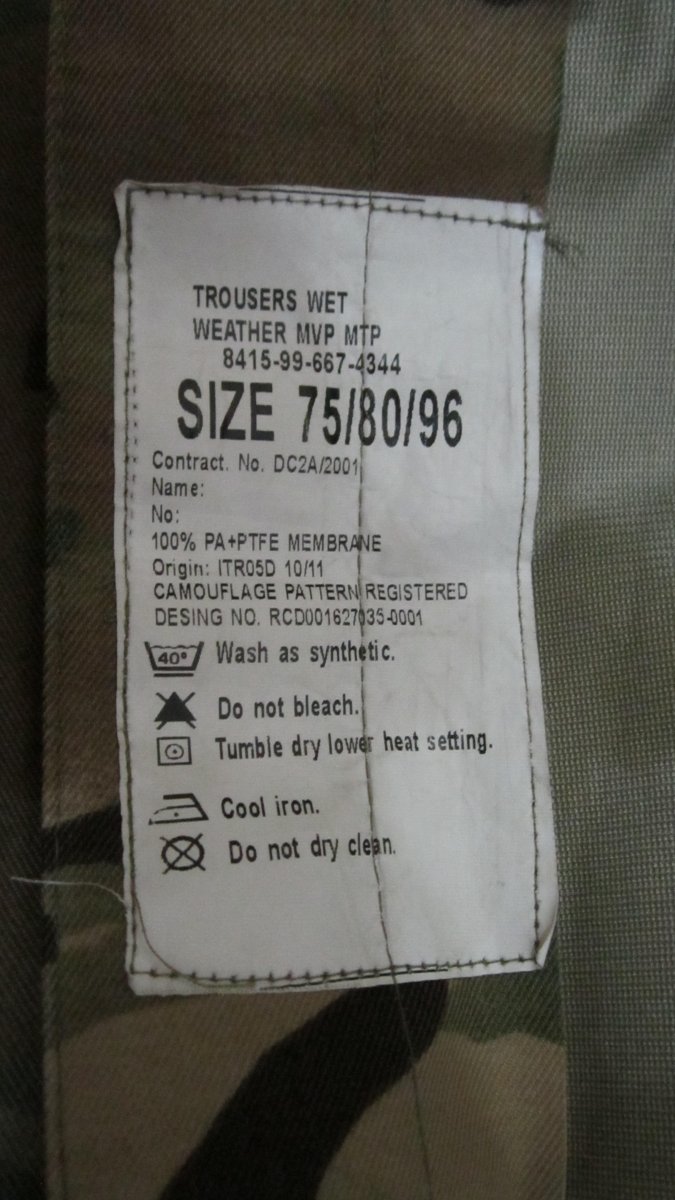 TROUSERS WET
WEATHER MVP MTP
8415-99-667-4344
SIZE 75/80/96
Contract. No. DC2A/2001
Name:
No:
100% PA+PTFE MEMBRANE
Origin: ITR05D 10/11
CAMOUFLAGE PATTERN REGISTERED
DESING NO. RCD001627035-0001
40° Wash as synthetic.
Do not bleach.
Tumble dry lower heat setting.
Cool iron.
Do not dry clean.